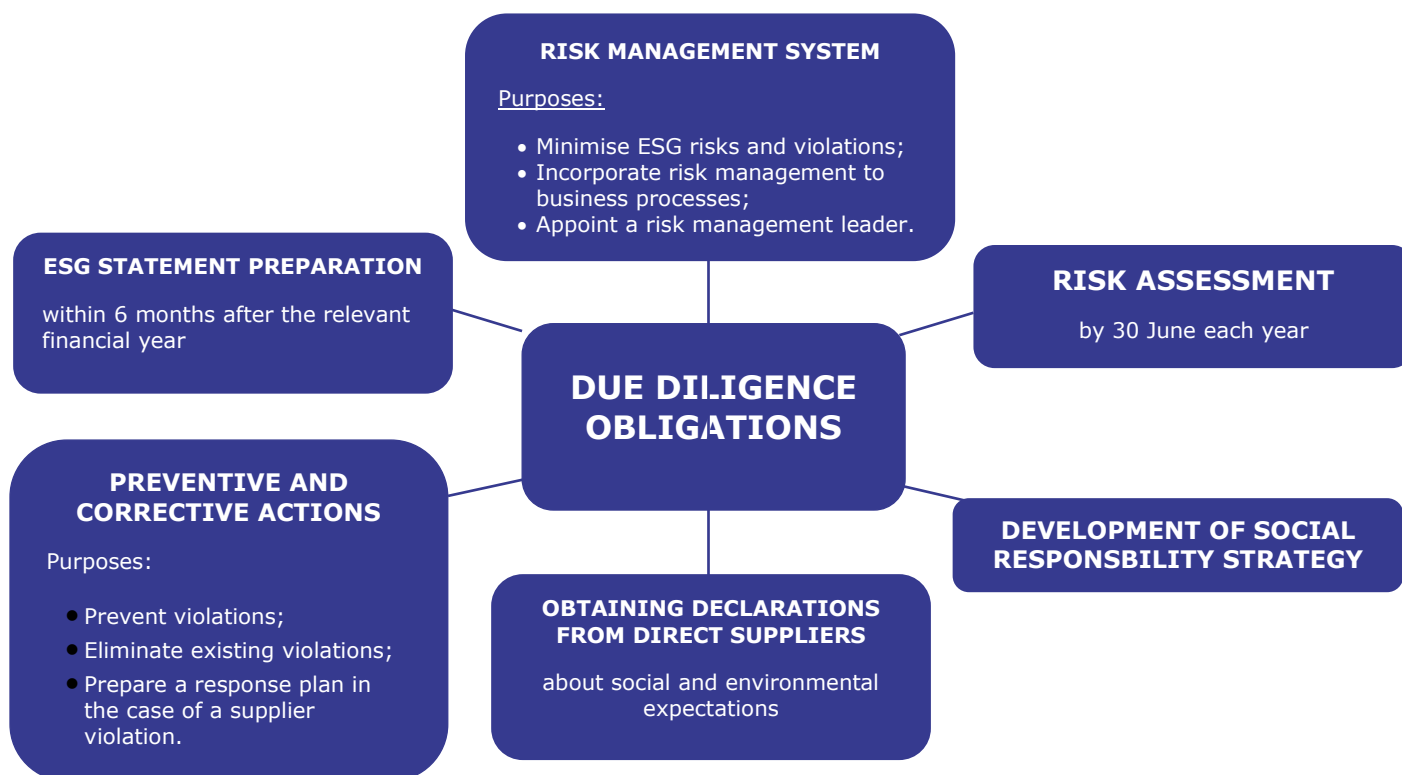 RISK MANAGEMENT SYSTEM
Purposes:
• Minimise ESG risks and violations;
• Incorporate risk management to
business processes;
• Appoint a risk management leader.
ESG STATEMENT PREPARATION
within 6 months after the relevant
financial year
RISK ASSESSMENT
by 30 June each year
DUE DILIGENCE
OBLIGATIONS
PREVENTIVE AND
CORRECTIVE ACTIONS
Purposes:
• Prevent violations;
• Eliminate existing violations;
• Prepare a response plan in
the case of a supplier
violation.
OBTAINING DECLARATIONS
FROM DIRECT SUPPLIERS
about social and environmental
expectations
DEVELOPMENT OF SOCIAL
RESPONSBILITY STRATEGY